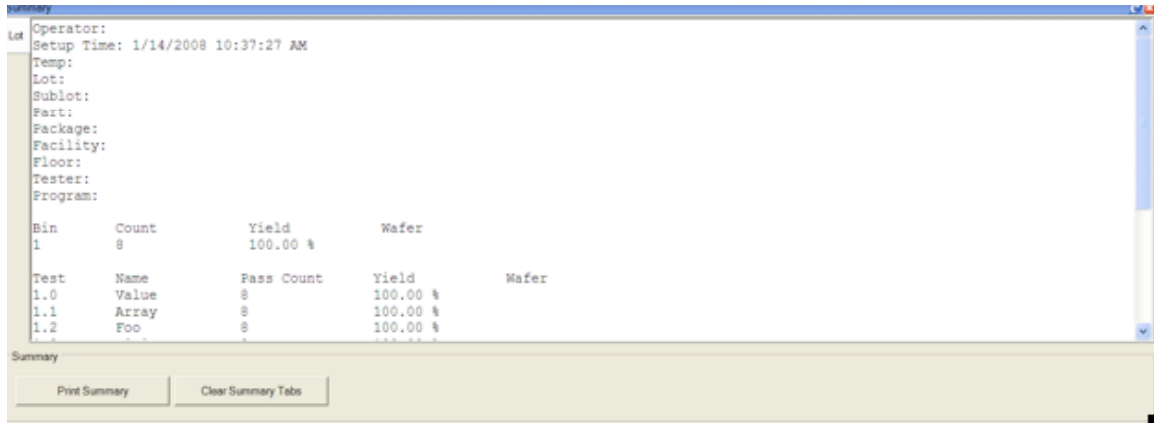 Summary
Lot
Operator:
Setup Time: 1/14/2008 10:37:27 AM
Temp:
Lot:
Sublot:
Part:
Package:
Facility:
Floor:
Tester:
Program:
Bin Count Yield Wafer
1 8 100.00 %
Test Name Pass Count Yield Wafer
1.0 Value 8 100.00 %
1.1 Array 8 100.00 %
1.2 Foo 8 100.00 %
Summary
Print Summary Clear Summary Tabs